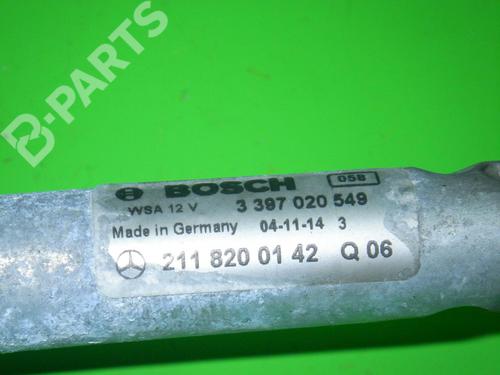 B-PARTS
BOSCH 058
WSA 12 V 3 397 020 549
Made in Germany 04-11-14 3
211 820 01 42 Q 06